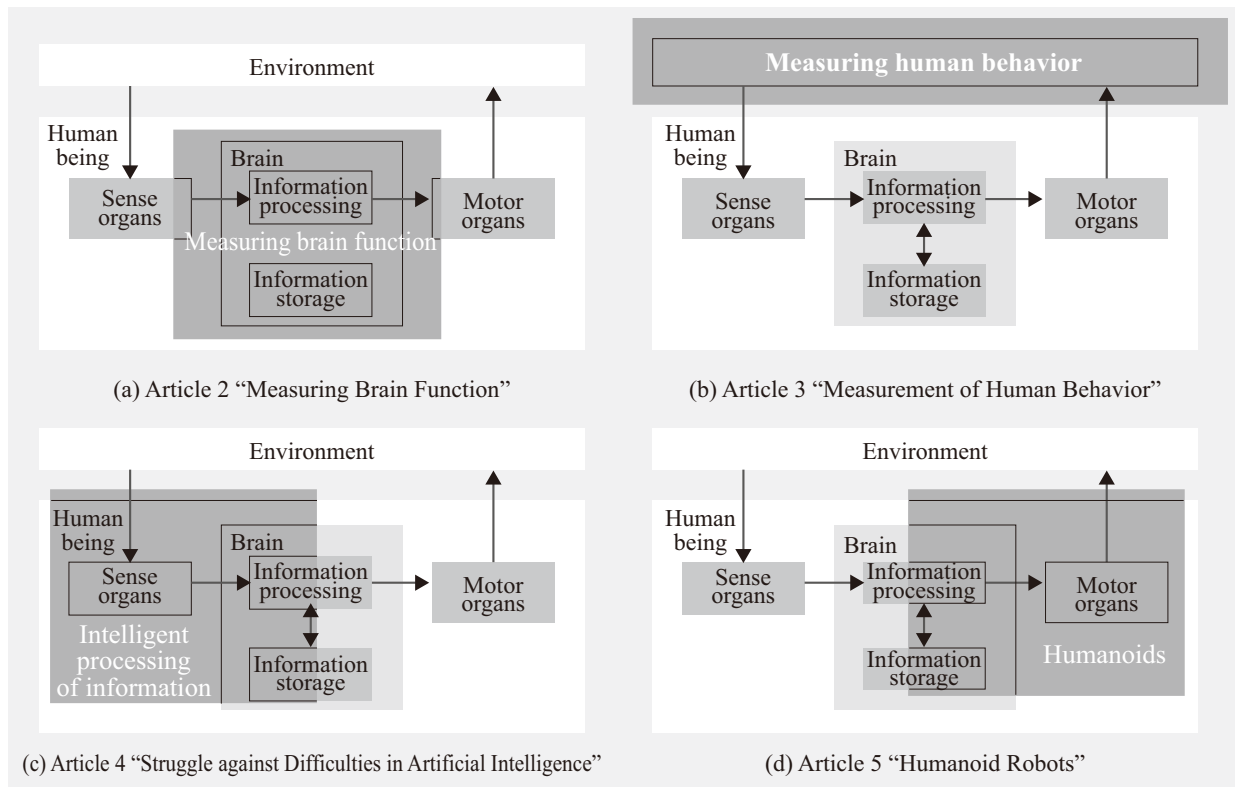 Environment
Human
being
Brain
Sense
organs
Information
processing
Motor
organs
Measuring brain function
Information
storage
(a) Article 2 “Measuring Brain Function”
Measuring human behavior
Human
being
Brain
Sense
organs
Information
processing
Motor
organs
Information
storage
(b) Article 3 “Measurement of Human Behavior”
Environment
Human
being
Brain
Sense
organs
Information
processing
Motor
organs
Intelligent
processing
of information
Information
storage
(c) Article 4 “Struggle against Difficulties in Artificial Intelligence”
Environment
Human
being
Brain
Sense
organs
Information
processing
Motor
organs
Information
storage
Humanoids
(d) Article 5 “Humanoid Robots”